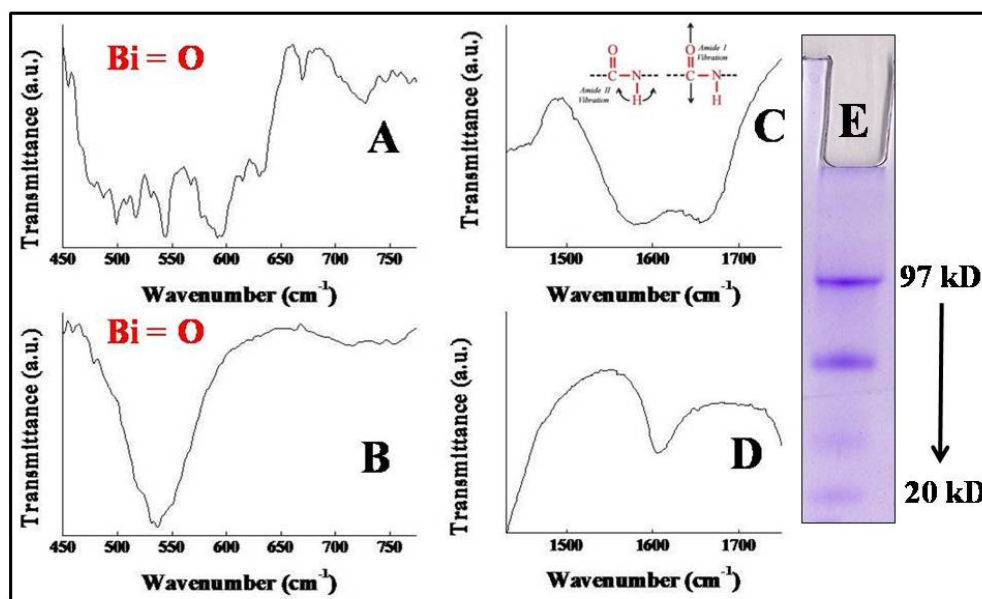 Bi = O
A
Transmittance (a.u.)
450 500 550 600 650 700 750
Wavenumber (cm-1)
O
C N
H
Amide II
Vibration
Amide I
Vibration
O
C N
H
C
Transmittance (a.u.)
1500 1600 1700
Wavenumber (cm-1)
Bi = O
B
Transmittance (a.u.)
450 500 550 600 650 700 750
Wavenumber (cm-1)
D
Transmittance (a.u.)
1500 1600 1700
Wavenumber (cm-1)
E
97 kD
20 kD